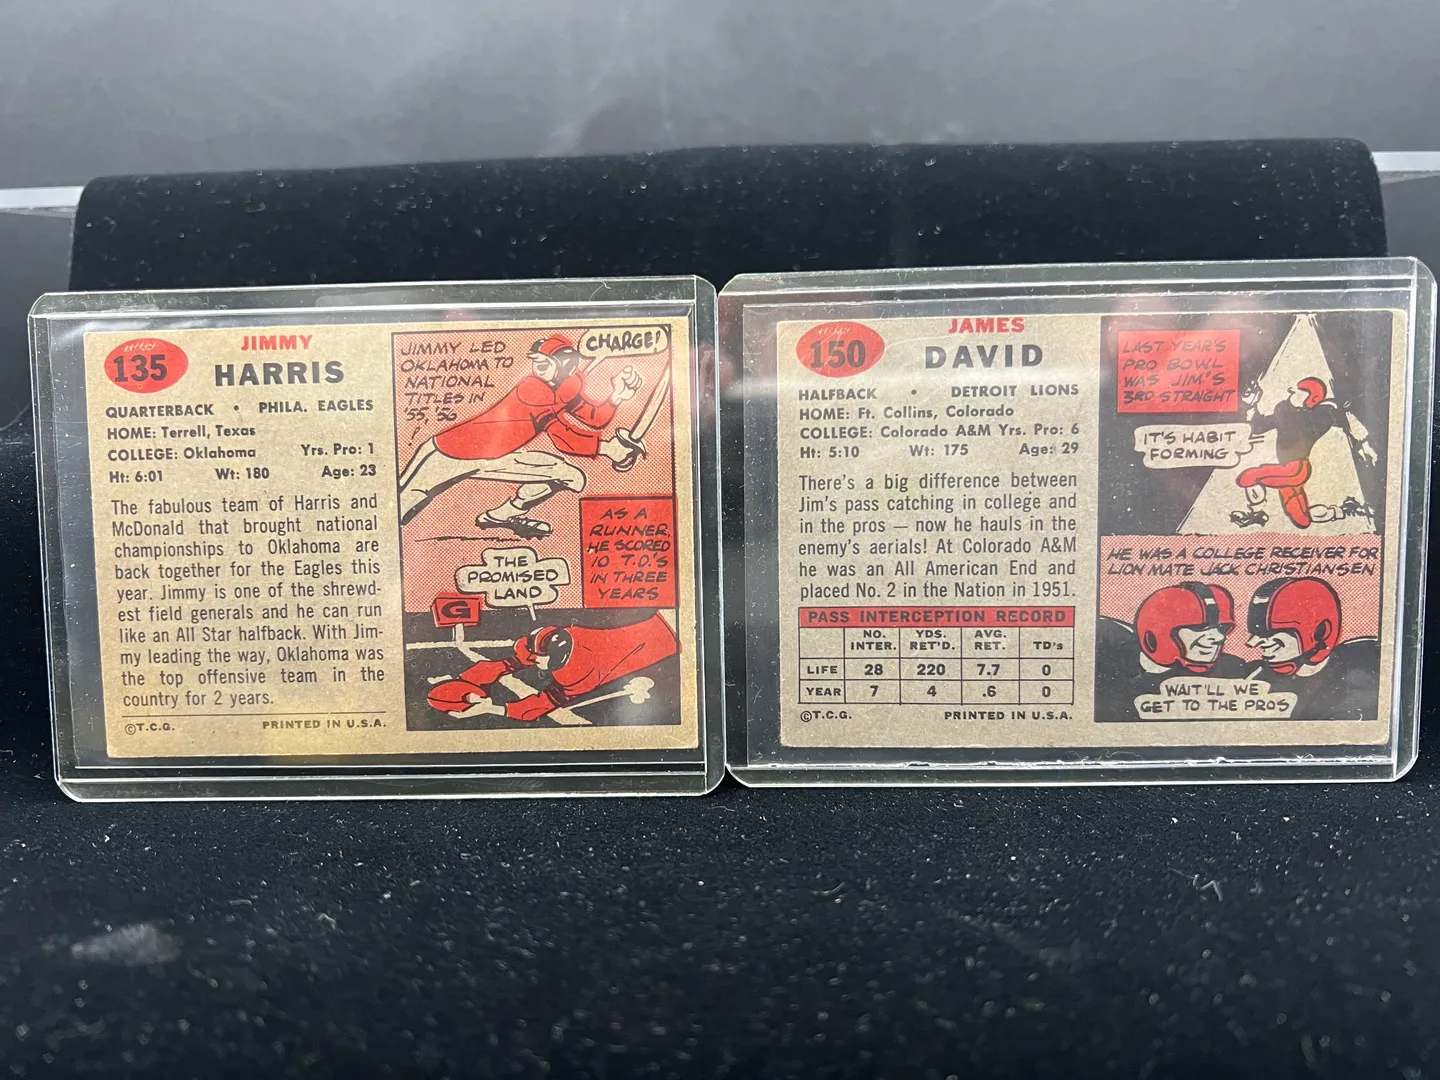 135
JIMMY
HARRIS
QUARTERBACK • PHILA. EAGLES
HOME: Terrell, Texas
COLLEGE: Oklahoma Yrs. Pro: 1
Ht: 6:01 Wt: 180 Age: 23
The fabulous team of Harris and
McDonald that brought national
championships to Oklahoma are
back together for the Eagles this
year. Jimmy is one of the shrewd-
est field generals and he can run
like an All Star halfback. With Jim-
my leading the way, Oklahoma was
the top offensive team in the
country for 2 years.
©T.C.G. PRINTED IN U.S.A.
JIMMY LED
OKLAHOMA TO
NATIONAL
TITLES IN
'55, '56
CHARGE!
AS A
RUNNER,
HE SCORED
10 T.D.'S
IN THREE
YEARS
THE
PROMISED
LAND
G
150
JAMES
DAVID
HALFBACK • DETROIT LIONS
HOME: Ft. Collins, Colorado
COLLEGE: Colorado A&M Yrs. Pro: 6
Ht: 5:10 Wt: 175 Age: 29
There's a big difference between
Jim's pass catching in college and
in the pros — now he hauls in the
enemy's aerials! At Colorado A&M
he was an All American End and
placed No. 2 in the Nation in 1951.
PASS INTERCEPTION RECORD
NO. INTER. YDS. RET'D. AVG. RET. TD's
LIFE 28 220 7.7 0
YEAR 7 4 .6 0
©T.C.G. PRINTED IN U.S.A.
LAST YEAR'S
PRO BOWL
WAS JIM'S
3RD STRAIGHT
IT'S HABIT
FORMING
HE WAS A COLLEGE RECEIVER FOR
LION MATE JACK CHRISTIANSEN
WAIT'LL WE
GET TO THE PROS